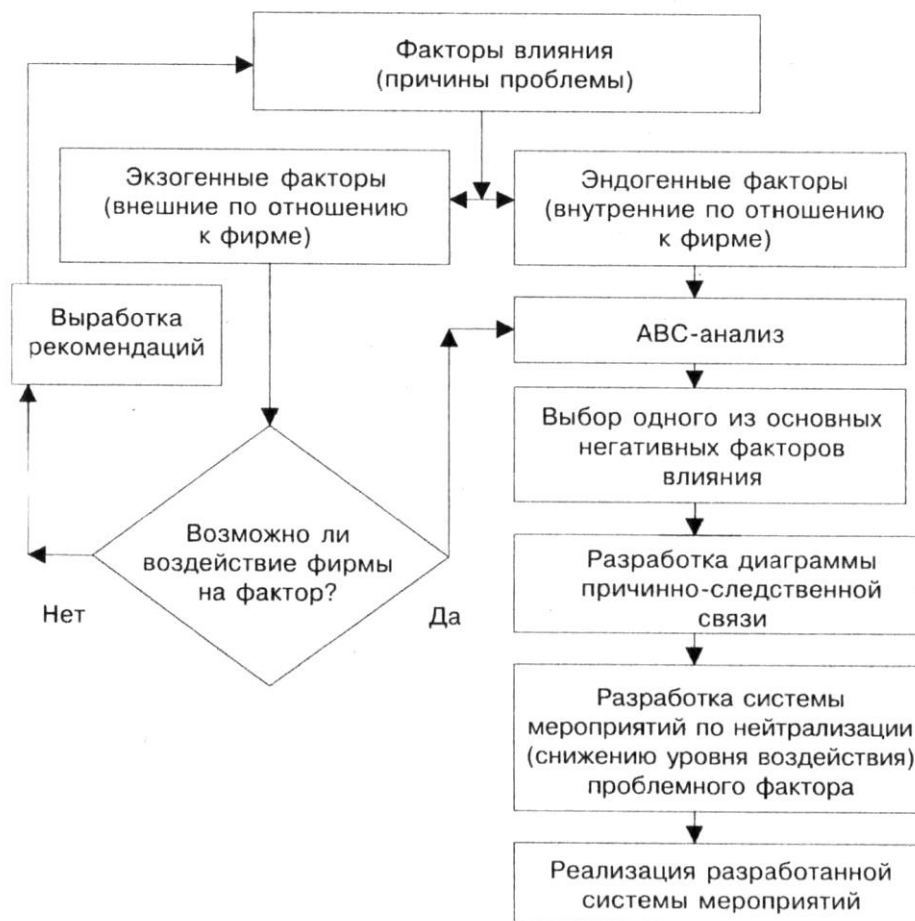 Факторы влияния
(причины проблемы)
Экзогенные факторы
(внешние по отношению
к фирме)
Эндогенные факторы
(внутренние по отношению
к фирме)
Выработка
рекомендаций
АВС-анализ
Выбор одного из основных
негативных факторов
влияния
Возможно ли
воздействие фирмы
на фактор?
Нет
Да
Разработка диаграммы
причинно-следственной
связи
Разработка системы
мероприятий по нейтрализации
(снижению уровня воздействия)
проблемного фактора
Реализация разработанной
системы мероприятий